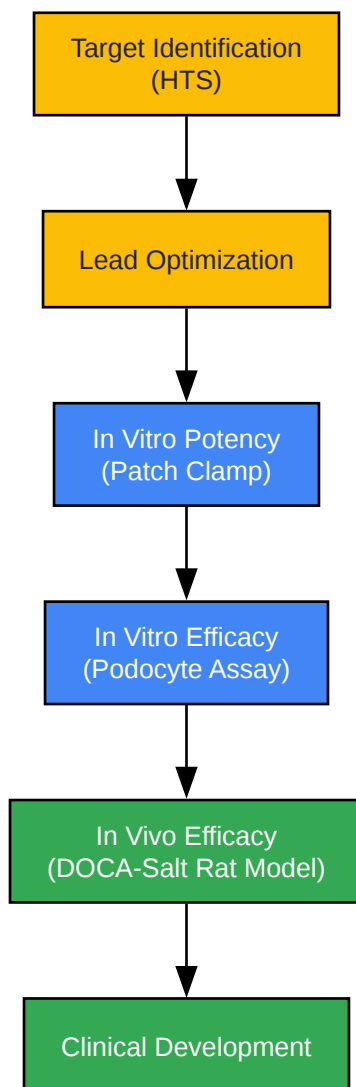 Target Identification
(HTS)
Lead Optimization
In Vitro Potency
(Patch Clamp)
In Vitro Efficacy
(Podocyte Assay)
In Vivo Efficacy
(DOCA-Salt Rat Model)
Clinical Development